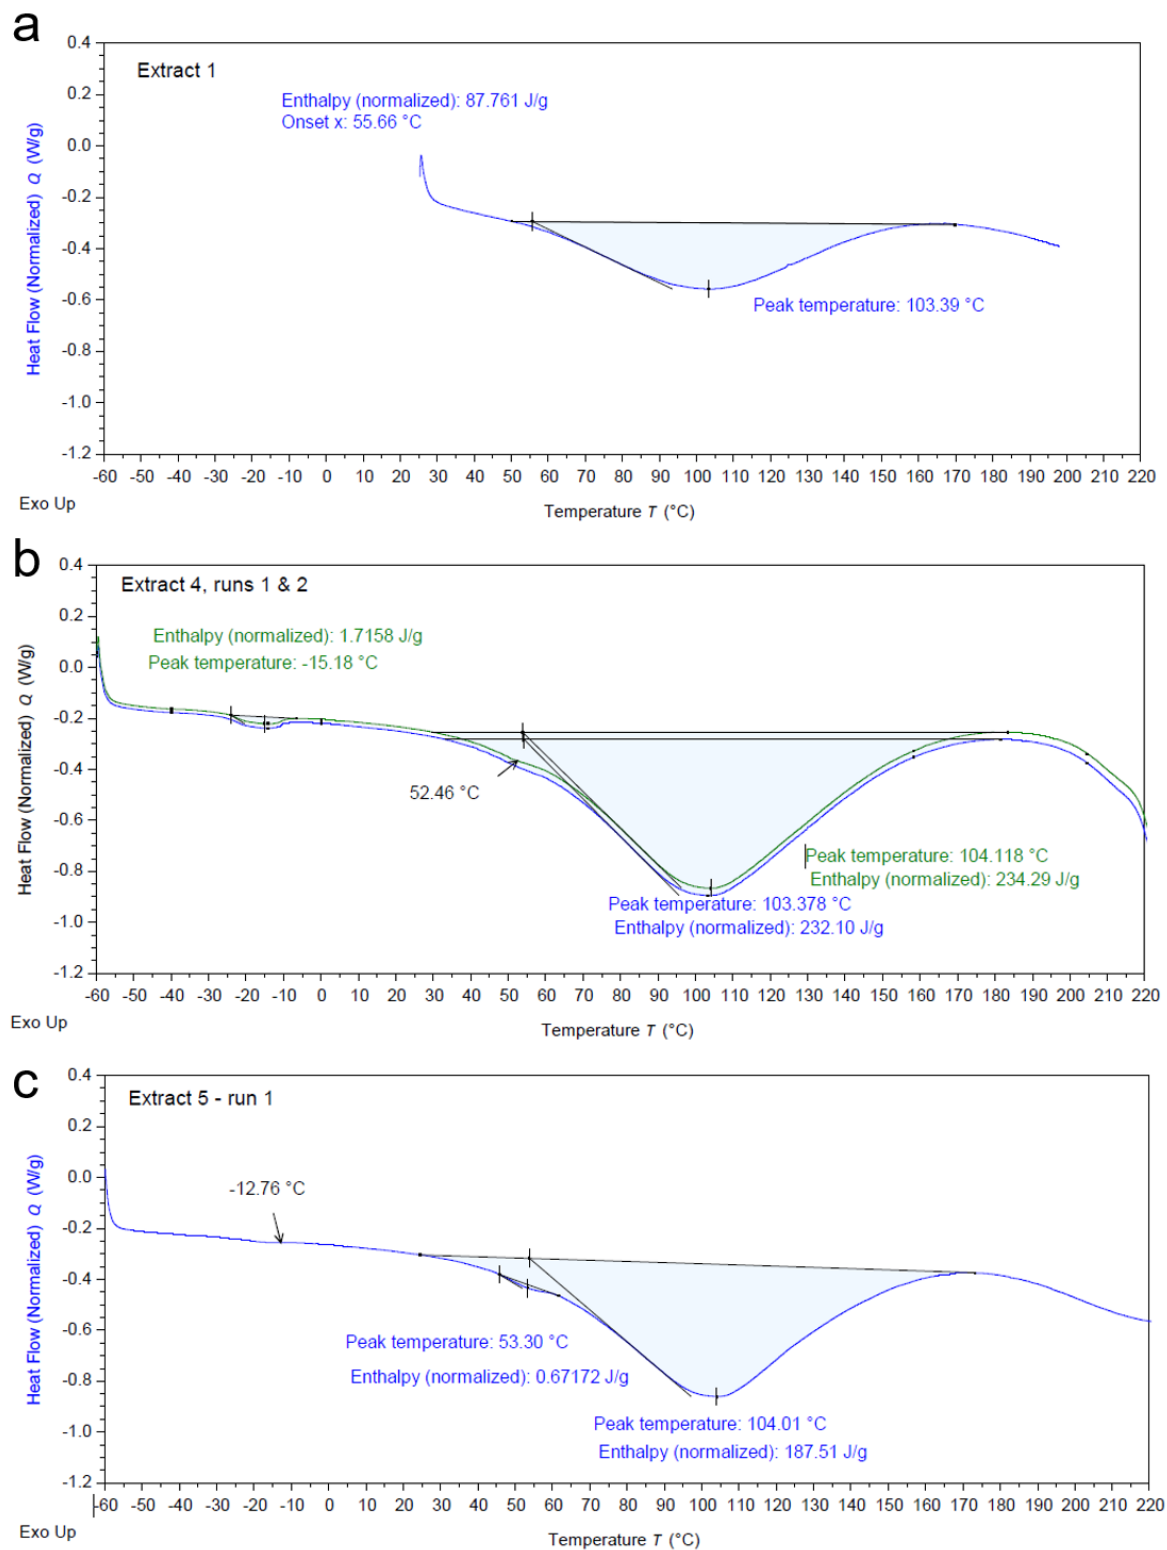 a
Extract 1
Enthalpy (normalized): 87.761 J/g
Onset x: 55.66 °C
Peak temperature: 103.39 °C
Heat Flow (Normalized) Q (W/g)
0.4
0.2
0.0
-0.2
-0.4
-0.6
-0.8
-1.0
-1.2
-60 -50 -40 -30 -20 -10 0 10 20 30 40 50 60 70 80 90 100 110 120 130 140 150 160 170 180 190 200 210 220
Exo Up
Temperature T (°C)
b
Extract 4, runs 1 & 2
Enthalpy (normalized): 1.7158 J/g
Peak temperature: -15.18 °C
52.46 °C
Peak temperature: 104.118 °C
Enthalpy (normalized): 234.29 J/g
Peak temperature: 103.378 °C
Enthalpy (normalized): 232.10 J/g
Heat Flow (Normalized) Q (W/g)
0.4
0.2
0.0
-0.2
-0.4
-0.6
-0.8
-1.0
-1.2
-60 -50 -40 -30 -20 -10 0 10 20 30 40 50 60 70 80 90 100 110 120 130 140 150 160 170 180 190 200 210 220
Exo Up
Temperature T (°C)
c
Extract 5 - run 1
-12.76 °C
Peak temperature: 53.30 °C
Enthalpy (normalized): 0.67172 J/g
Peak temperature: 104.01 °C
Enthalpy (normalized): 187.51 J/g
Heat Flow (Normalized) Q (W/g)
0.4
0.2
0.0
-0.2
-0.4
-0.6
-0.8
-1.0
-1.2
-60 -50 -40 -30 -20 -10 0 10 20 30 40 50 60 70 80 90 100 110 120 130 140 150 160 170 180 190 200 210 220
Exo Up
Temperature T (°C)